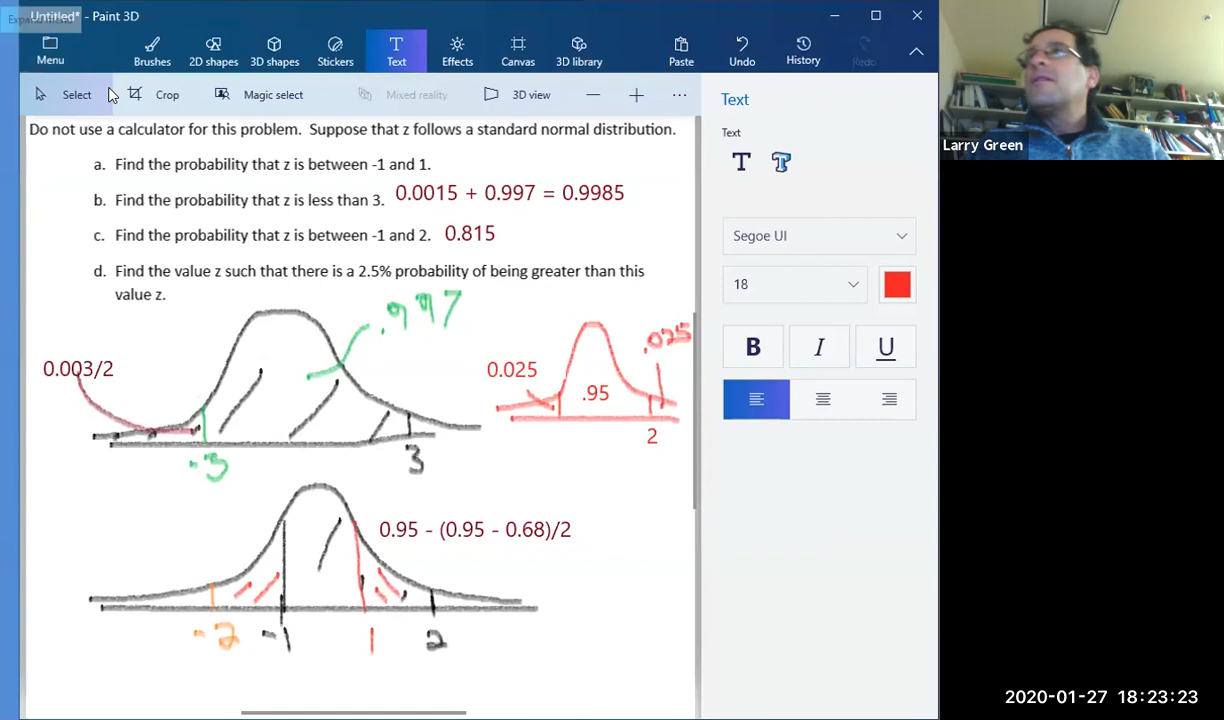 Untitled* - Paint 3D
Menu
Brushes
2D shapes
3D shapes
Stickers
Text
Effects
Canvas
3D library
Paste
Undo
History
Redo
Select
Crop
Magic select
Mixed reality
3D view
Text
Text
Segoe UI
18
B I U
Larry Green
Do not use a calculator for this problem. Suppose that z follows a standard normal distribution.
a. Find the probability that z is between -1 and 1.
b. Find the probability that z is less than 3. 0.0015 + 0.997 = 0.9985
c. Find the probability that z is between -1 and 2. 0.815
d. Find the value z such that there is a 2.5% probability of being greater than this
value z.
.997
0.003/2
-3
3
.025
0.025
.95
2
0.95 - (0.95 - 0.68)/2
-2
-1
1
2
2020-01-27 18:23:23